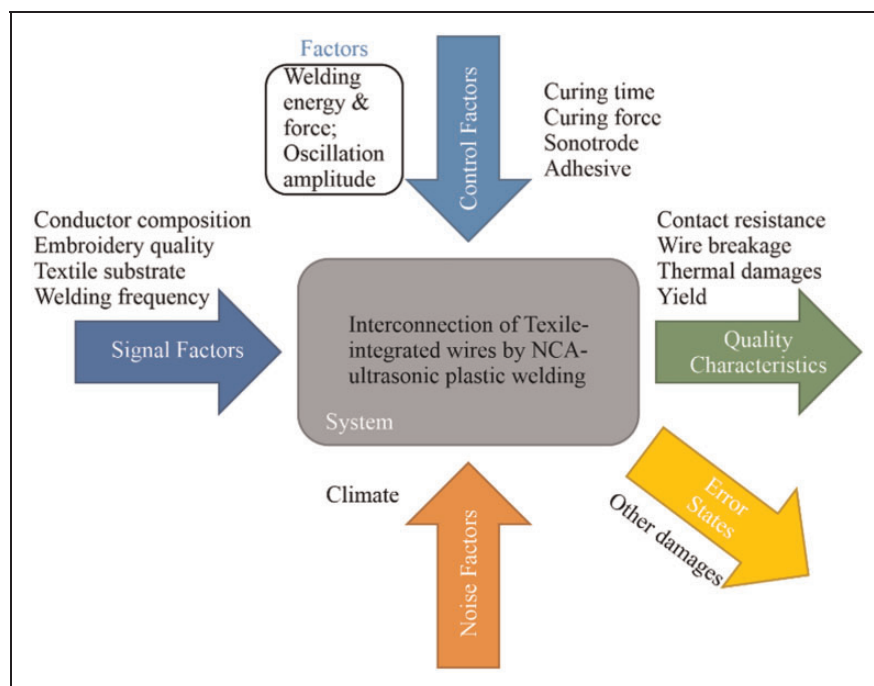 Factors
Welding
energy &
force;
Oscillation
amplitude
Control Factors
Curing time
Curing force
Sonotrode
Adhesive
Conductor composition
Embroidery quality
Textile substrate
Welding frequency
Signal Factors
Interconnection of Texile-
integrated wires by NCA-
ultrasonic plastic welding
System
Contact resistance
Wire breakage
Thermal damages
Yield
Quality
Characteristics
Climate
Noise Factors
Error
States
Other damages